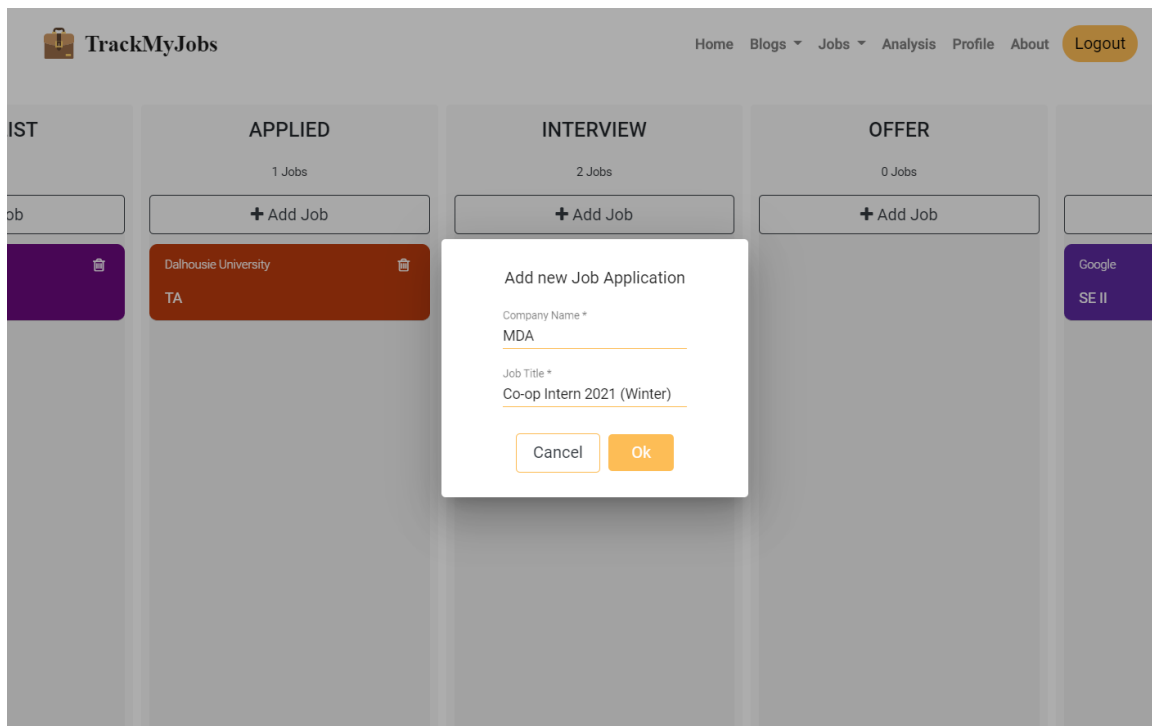 TrackMyJobs
Home Blogs Jobs Analysis Profile About Logout
IST
ob
APPLIED
1 Jobs
+ Add Job
Dalhousie University
TA
INTERVIEW
2 Jobs
+ Add Job
OFFER
0 Jobs
+ Add Job
Google
SE II
Add new Job Application
Company Name *
MDA
Job Title *
Co-op Intern 2021 (Winter)
Cancel Ok